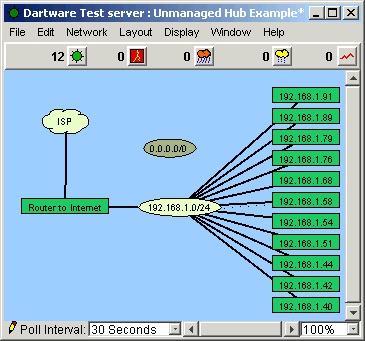 Dartware Test server : Unmanaged Hub Example*
File Edit Network Layout Display Window Help
12 0 0 0 0
ISP
0.0.0.0/0
Router to Internet
192.168.1.0/24
192.168.1.91
192.168.1.89
192.168.1.79
192.168.1.76
192.168.1.68
192.168.1.58
192.168.1.54
192.168.1.51
192.168.1.44
192.168.1.42
192.168.1.40
Poll Interval: 30 Seconds 100%